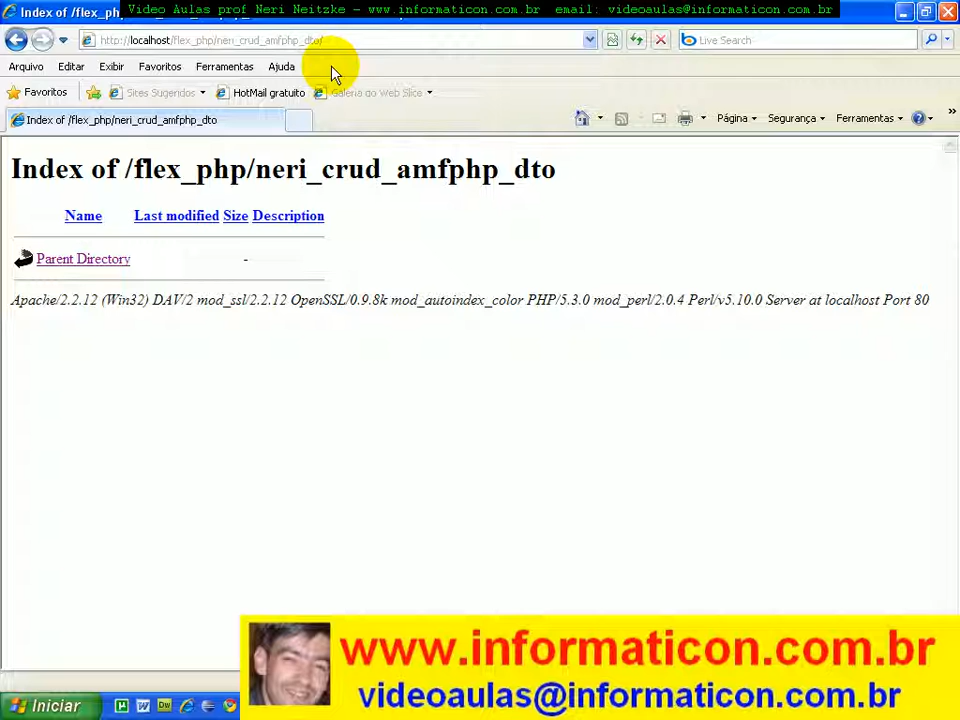 Video Aulas prof Neri Neitzke - www.informaticon.com.br email: videoaulas@informaticon.com.br
Index of /flex_ph
http://localhost/flex_php/neri_crud_amfphp_dto/
Live Search
Arquivo Editar Exibir Favoritos Ferramentas Ajuda
Favoritos Sites Sugeridos HotMail gratuito Galeria do Web Slice
Index of /flex_php/neri_crud_amfphp_dto
Página Segurança Ferramentas
Index of /flex_php/neri_crud_amfphp_dto
Name Last modified Size Description
Parent Directory -
Apache/2.2.12 (Win32) DAV/2 mod_ssl/2.2.12 OpenSSL/0.9.8k mod_autoindex_color PHP/5.3.0 mod_perl/2.0.4 Perl/v5.10.0 Server at localhost Port 80
www.informaticon.com.br
videoaulas@informaticon.com.br
Iniciar